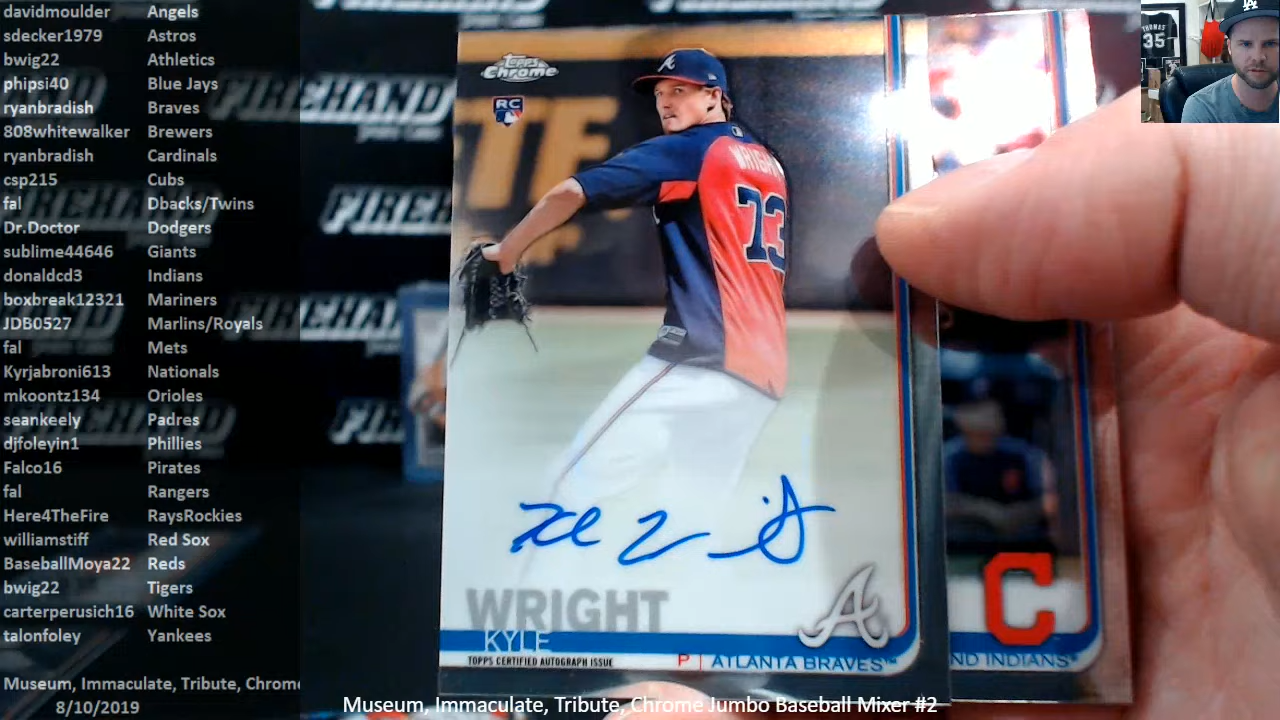 davidmoulder Angels
sdecker1979 Astros
bwig22 Athletics
phipsi40 Blue Jays
ryanbradish Braves
808whitewalker Brewers
ryanbradish Cardinals
csp215 Cubs
fal Dbacks/Twins
Dr.Doctor Dodgers
sublime44646 Giants
donaldcd3 Indians
boxbreak12321 Mariners
JDB0527 Marlins/Royals
fal Mets
Kyrjabroni613 Nationals
mkoontz134 Orioles
seankeely Padres
djfoleyin1 Phillies
Falco16 Pirates
fal Rangers
Here4TheFire RaysRockies
williamstiff Red Sox
BaseballMoya22 Reds
bwig22 Tigers
carterperusich16 White Sox
talonfoley Yankees
Museum, Immaculate, Tribute, Chrome
8/10/2019
FIREHAND
Topps
Chrome
RC
WRIGHT
73
WRIGHT
KYLE
TOPPS CERTIFIED AUTOGRAPH ISSUE
P | ATLANTA BRAVES™
ND INDIANS®
C
THOMAS
35
LA
Museum, Immaculate, Tribute, Chrome Jumbo Baseball Mixer #2